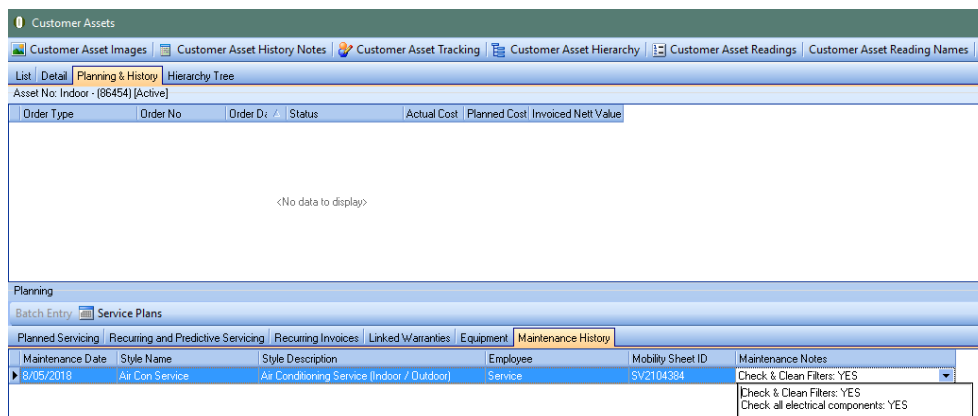 Customer Assets
Customer Asset Images Customer Asset History Notes Customer Asset Tracking Customer Asset Hierarchy Customer Asset Readings Customer Asset Reading Names
List Detail Planning & History Hierarchy Tree
Asset No: Indoor - (86454) [Active]
Order Type Order No Order Da Status Actual Cost Planned Cost Invoiced Nett Value
<No data to display>
Planning
Batch Entry Service Plans
Planned Servicing Recurring and Predictive Servicing Recurring Invoices Linked Warranties Equipment Maintenance History
Maintenance Date Style Name Style Description Employee Mobility Sheet ID Maintenance Notes
8/05/2018 Air Con Service Air Conditioning Service (Indoor / Outdoor) Service SV2104384 Check & Clean Filters: YES
Check & Clean Filters: YES
Check all electrical components: YES